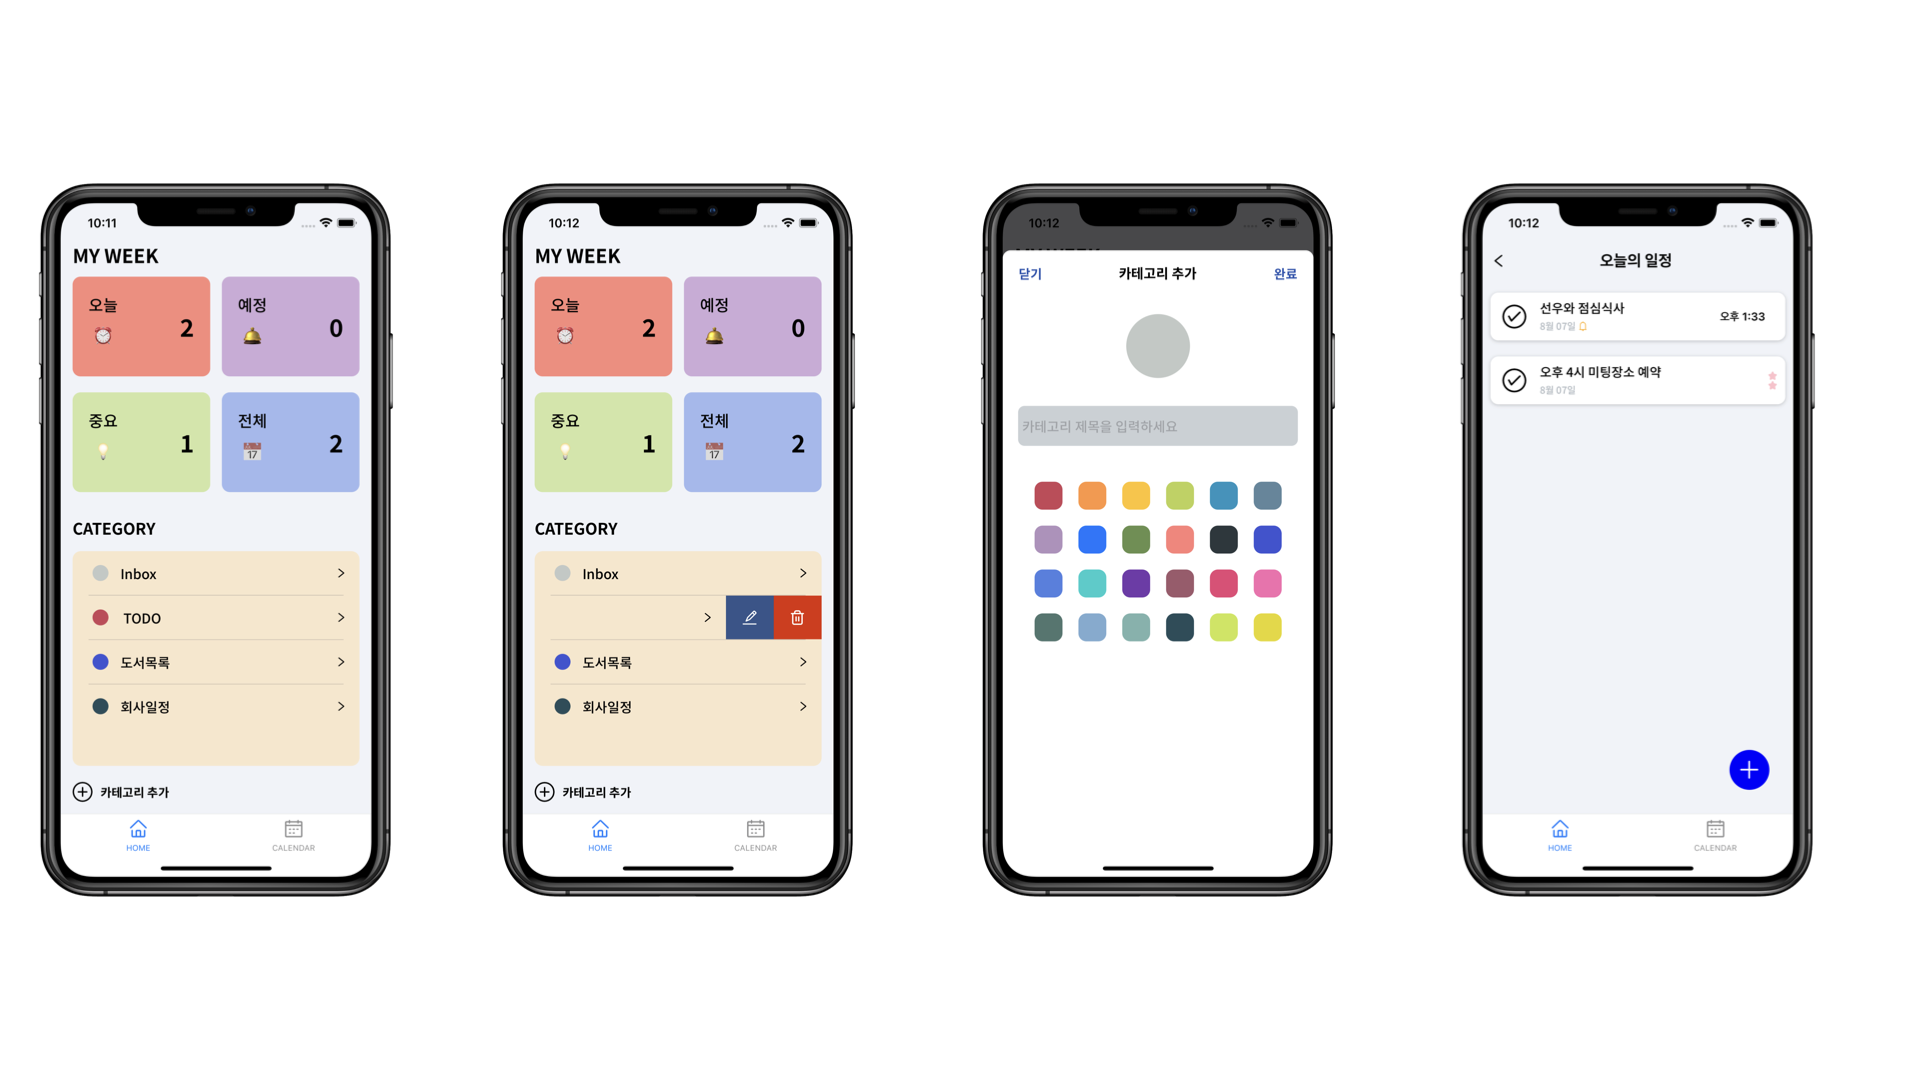 10:11
MY WEEK
오늘
2
예정
0
중요
1
전체
17
2
CATEGORY
Inbox
TODO
도서목록
회사일정
카테고리 추가
HOME
CALENDAR
10:12
MY WEEK
오늘
2
예정
0
중요
1
전체
17
2
CATEGORY
Inbox
도서목록
회사일정
카테고리 추가
HOME
CALENDAR
10:12
닫기
카테고리 추가
완료
카테고리 제목을 입력하세요
10:12
오늘의 일정
선우와 점심식사
8월 07일
오후 1:33
오후 4시 미팅장소 예약
8월 07일
HOME
CALENDAR